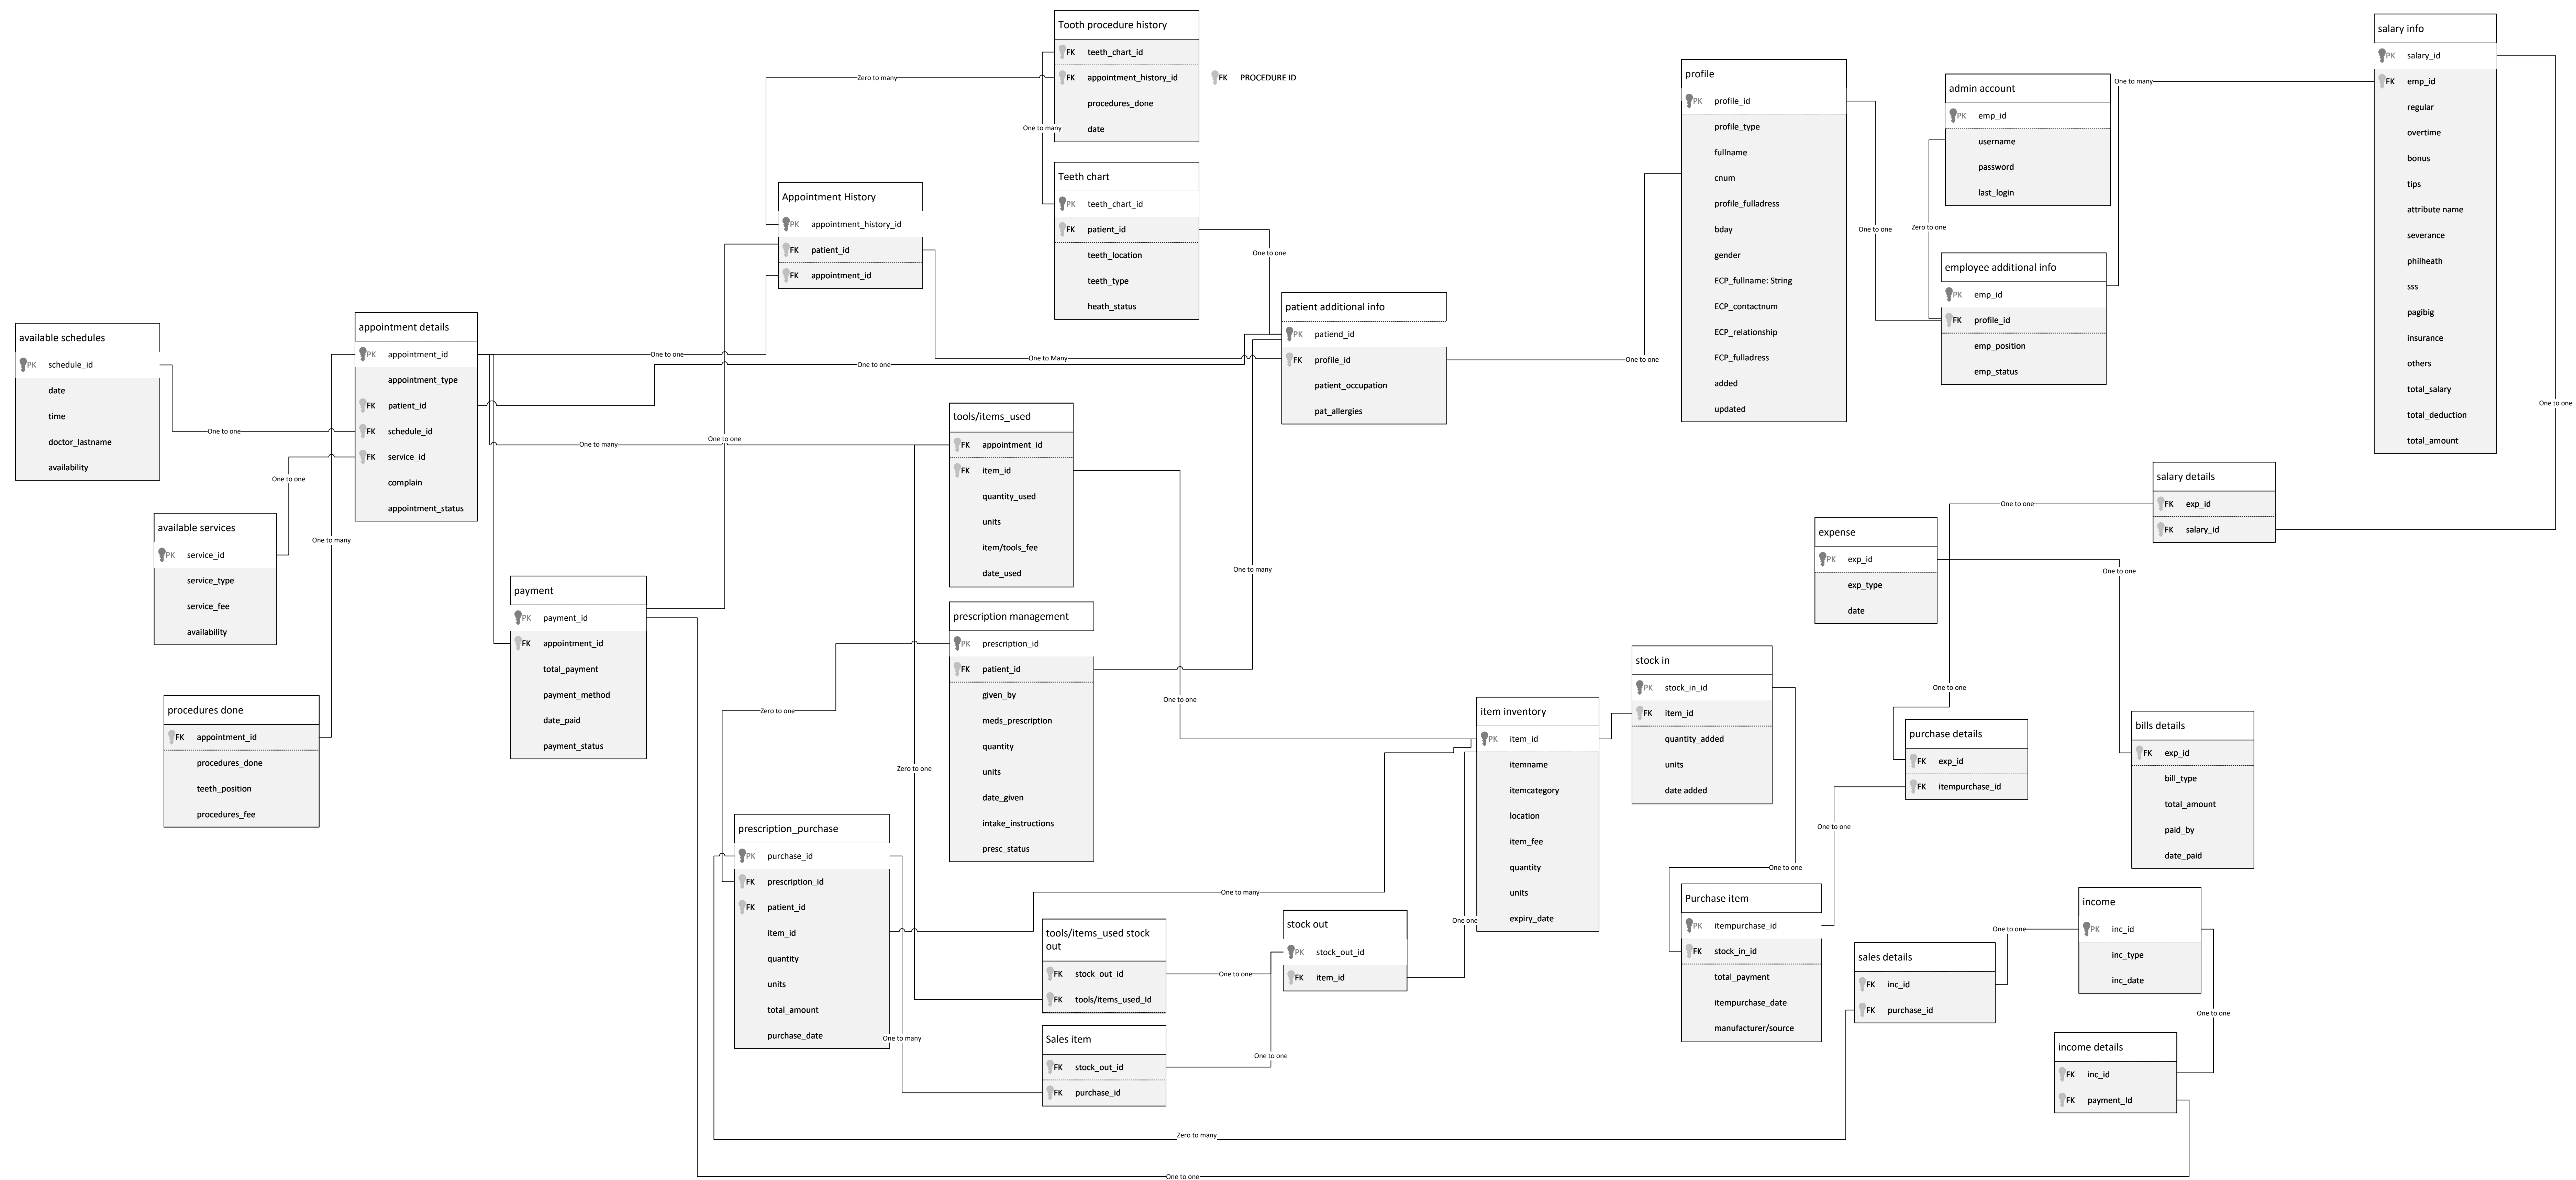 Tooth procedure history
FK teeth_chart_id
FK appointment_history_id
procedures_done
date
FK PROCEDURE ID
Zero to many
One to many
Teeth chart
PK teeth_chart_id
FK patient_id
teeth_location
teeth_type
heath_status
One to one
Appointment History
PK appointment_history_id
FK patient_id
FK appointment_id
profile
PK profile_id
profile_type
fullname
cnum
profile_fulladress
bday
gender
ECP_fullname: String
ECP_contactnum
ECP_relationship
ECP_fulladress
added
updated
One to one
admin account
PK emp_id
username
password
last_login
Zero to one
One to many
employee additional info
PK emp_id
FK profile_id
emp_position
emp_status
salary info
PK salary_id
FK emp_id
regular
overtime
bonus
tips
attribute name
severance
philheath
sss
pagibig
insurance
others
total_salary
total_deduction
total_amount
One to one
available schedules
PK schedule_id
date
time
doctor_lastname
availability
One to one
appointment details
PK appointment_id
appointment_type
FK patient_id
FK schedule_id
FK service_id
complain
appointment_status
One to one
One to Many
One to one
patient additional info
PK patiend_id
FK profile_id
patient_occupation
pat_allergies
One to one
available services
PK service_id
service_type
service_fee
availability
One to one
One to many
One to many
One to one
tools/items_used
FK appointment_id
FK item_id
quantity_used
units
item/tools_fee
date_used
payment
PK payment_id
FK appointment_id
total_payment
payment_method
date_paid
payment_status
procedures done
FK appointment_id
procedures_done
teeth_position
procedures_fee
prescription management
PK prescription_id
FK patient_id
given_by
meds_prescription
quantity
units
date_given
intake_instructions
presc_status
One to many
One to one
Zero to one
Zero to one
expense
PK exp_id
exp_type
date
salary details
FK exp_id
FK salary_id
One to one
One to one
One to one
stock in
PK stock_in_id
FK item_id
quantity_added
units
date added
item inventory
PK item_id
itemname
itemcategory
location
item_fee
quantity
units
expiry_date
purchase details
FK exp_id
FK itempurchase_id
bills details
FK exp_id
bill_type
total_amount
paid_by
date_paid
One to one
One to one
prescription_purchase
PK purchase_id
FK prescription_id
FK patient_id
item_id
quantity
units
total_amount
purchase_date
One to many
One to many
One one
tools/items_used stock
out
FK stock_out_id
FK tools/items_used_Id
One to one
stock out
PK stock_out_id
FK item_id
Sales item
FK stock_out_id
FK purchase_id
One to one
Purchase item
PK itempurchase_id
FK stock_in_id
total_payment
itempurchase_date
manufacturer/source
sales details
FK inc_id
FK purchase_id
One to one
income
PK inc_id
inc_type
inc_date
One to one
income details
FK inc_id
FK payment_Id
Zero to many
One to one